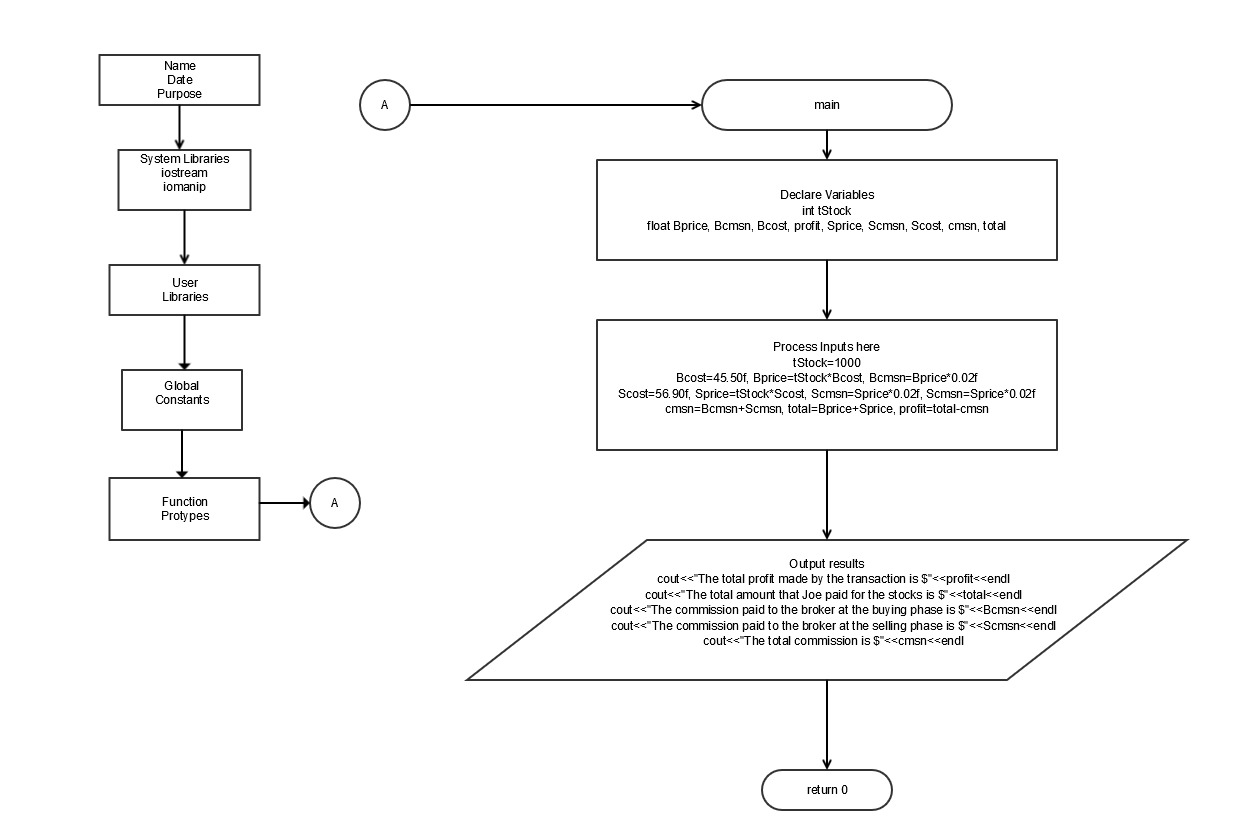 Name
Date
Purpose
System Libraries
iostream
iomanip
User
Libraries
Global
Constants
Function
Protypes
A
A
main
Declare Variables
int tStock
float Bprice, Bcmsn, Bcost, profit, Sprice, Scmsn, Scost, cmsn, total
Process Inputs here
tStock=1000
Bcost=45.50f, Bprice=tStock*Bcost, Bcmsn=Bprice*0.02f
Scost=56.90f, Sprice=tStock*Scost, Scmsn=Sprice*0.02f, Scmsn=Sprice*0.02f
cmsn=Bcmsn+Scmsn, total=Bprice+Sprice, profit=total-cmsn
Output results
cout<<"The total profit made by the transaction is $"<<profit<<endl
cout<<"The total amount that Joe paid for the stocks is $"<<total<<endl
cout<<"The commission paid to the broker at the buying phase is $"<<Bcmsn<<endl
cout<<"The commission paid to the broker at the selling phase is $"<<Scmsn<<endl
cout<<"The total commission is $"<<cmsn<<endl
return 0